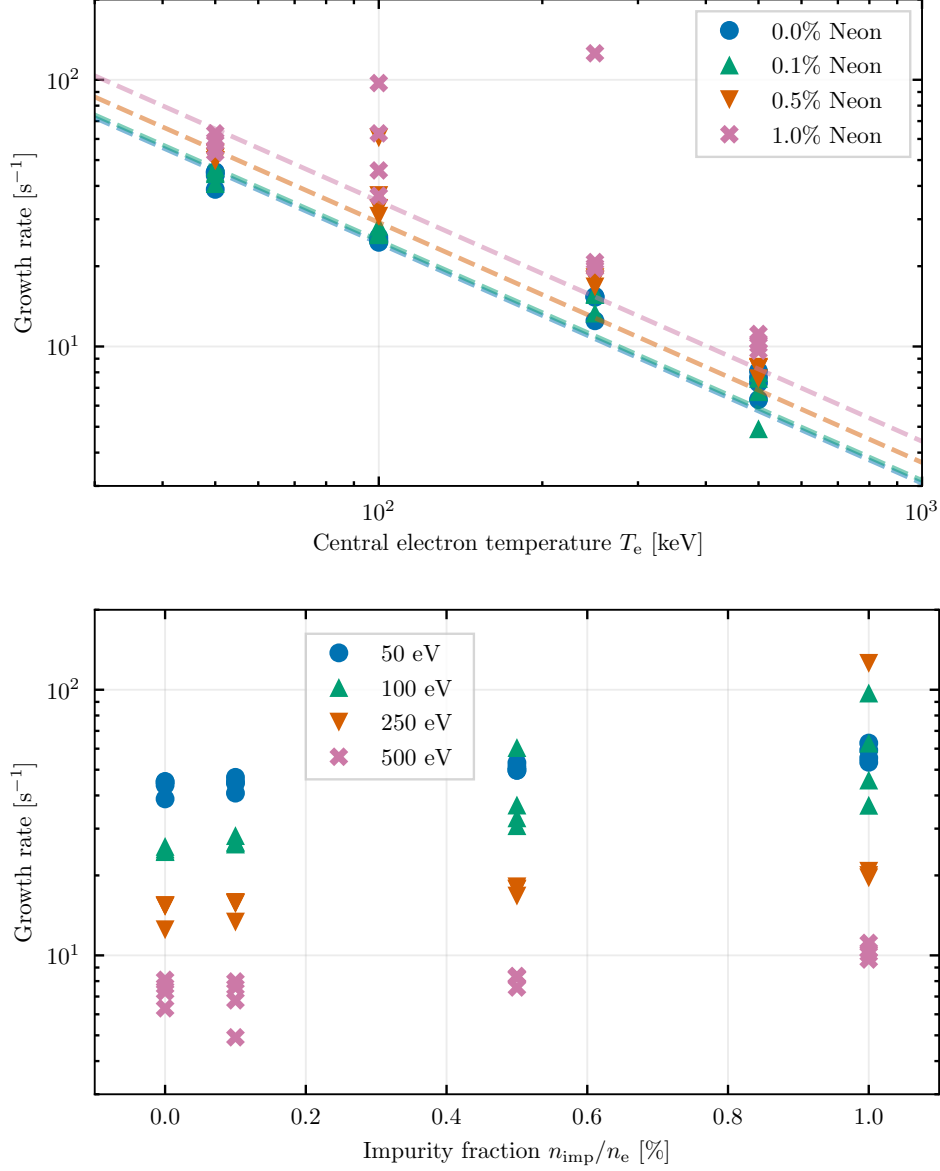 10²
10¹
Growth rate [s⁻¹]
0.0% Neon
0.1% Neon
0.5% Neon
1.0% Neon
10²
10³
Central electron temperature Tₑ [keV]
10²
10¹
Growth rate [s⁻¹]
50 eV
100 eV
250 eV
500 eV
0.0 0.2 0.4 0.6 0.8 1.0
Impurity fraction n_imp/n_e [%]